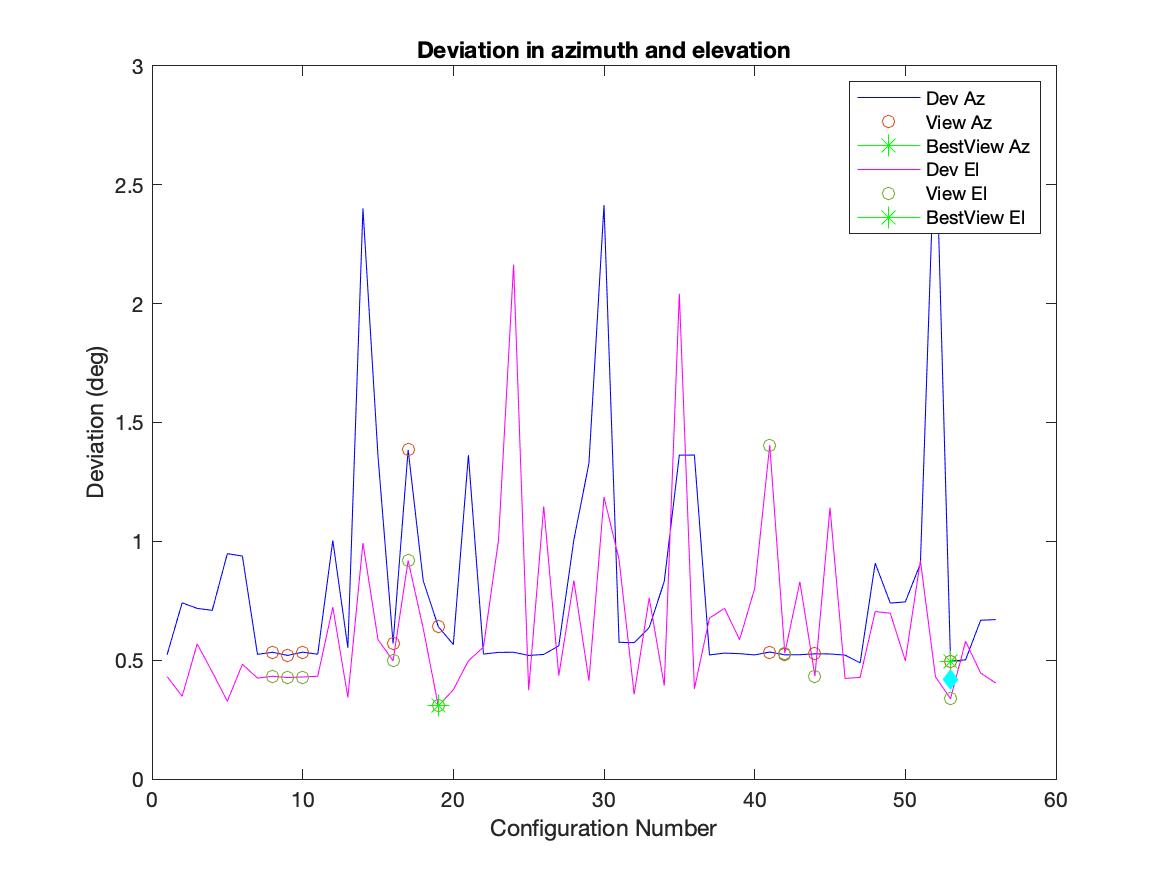 Deviation in azimuth and elevation
3
2.5
2
1.5
1
0.5
0
0 10 20 30 40 50 60
Deviation (deg)
Configuration Number
Dev Az
View Az
BestView Az
Dev El
View El
BestView El